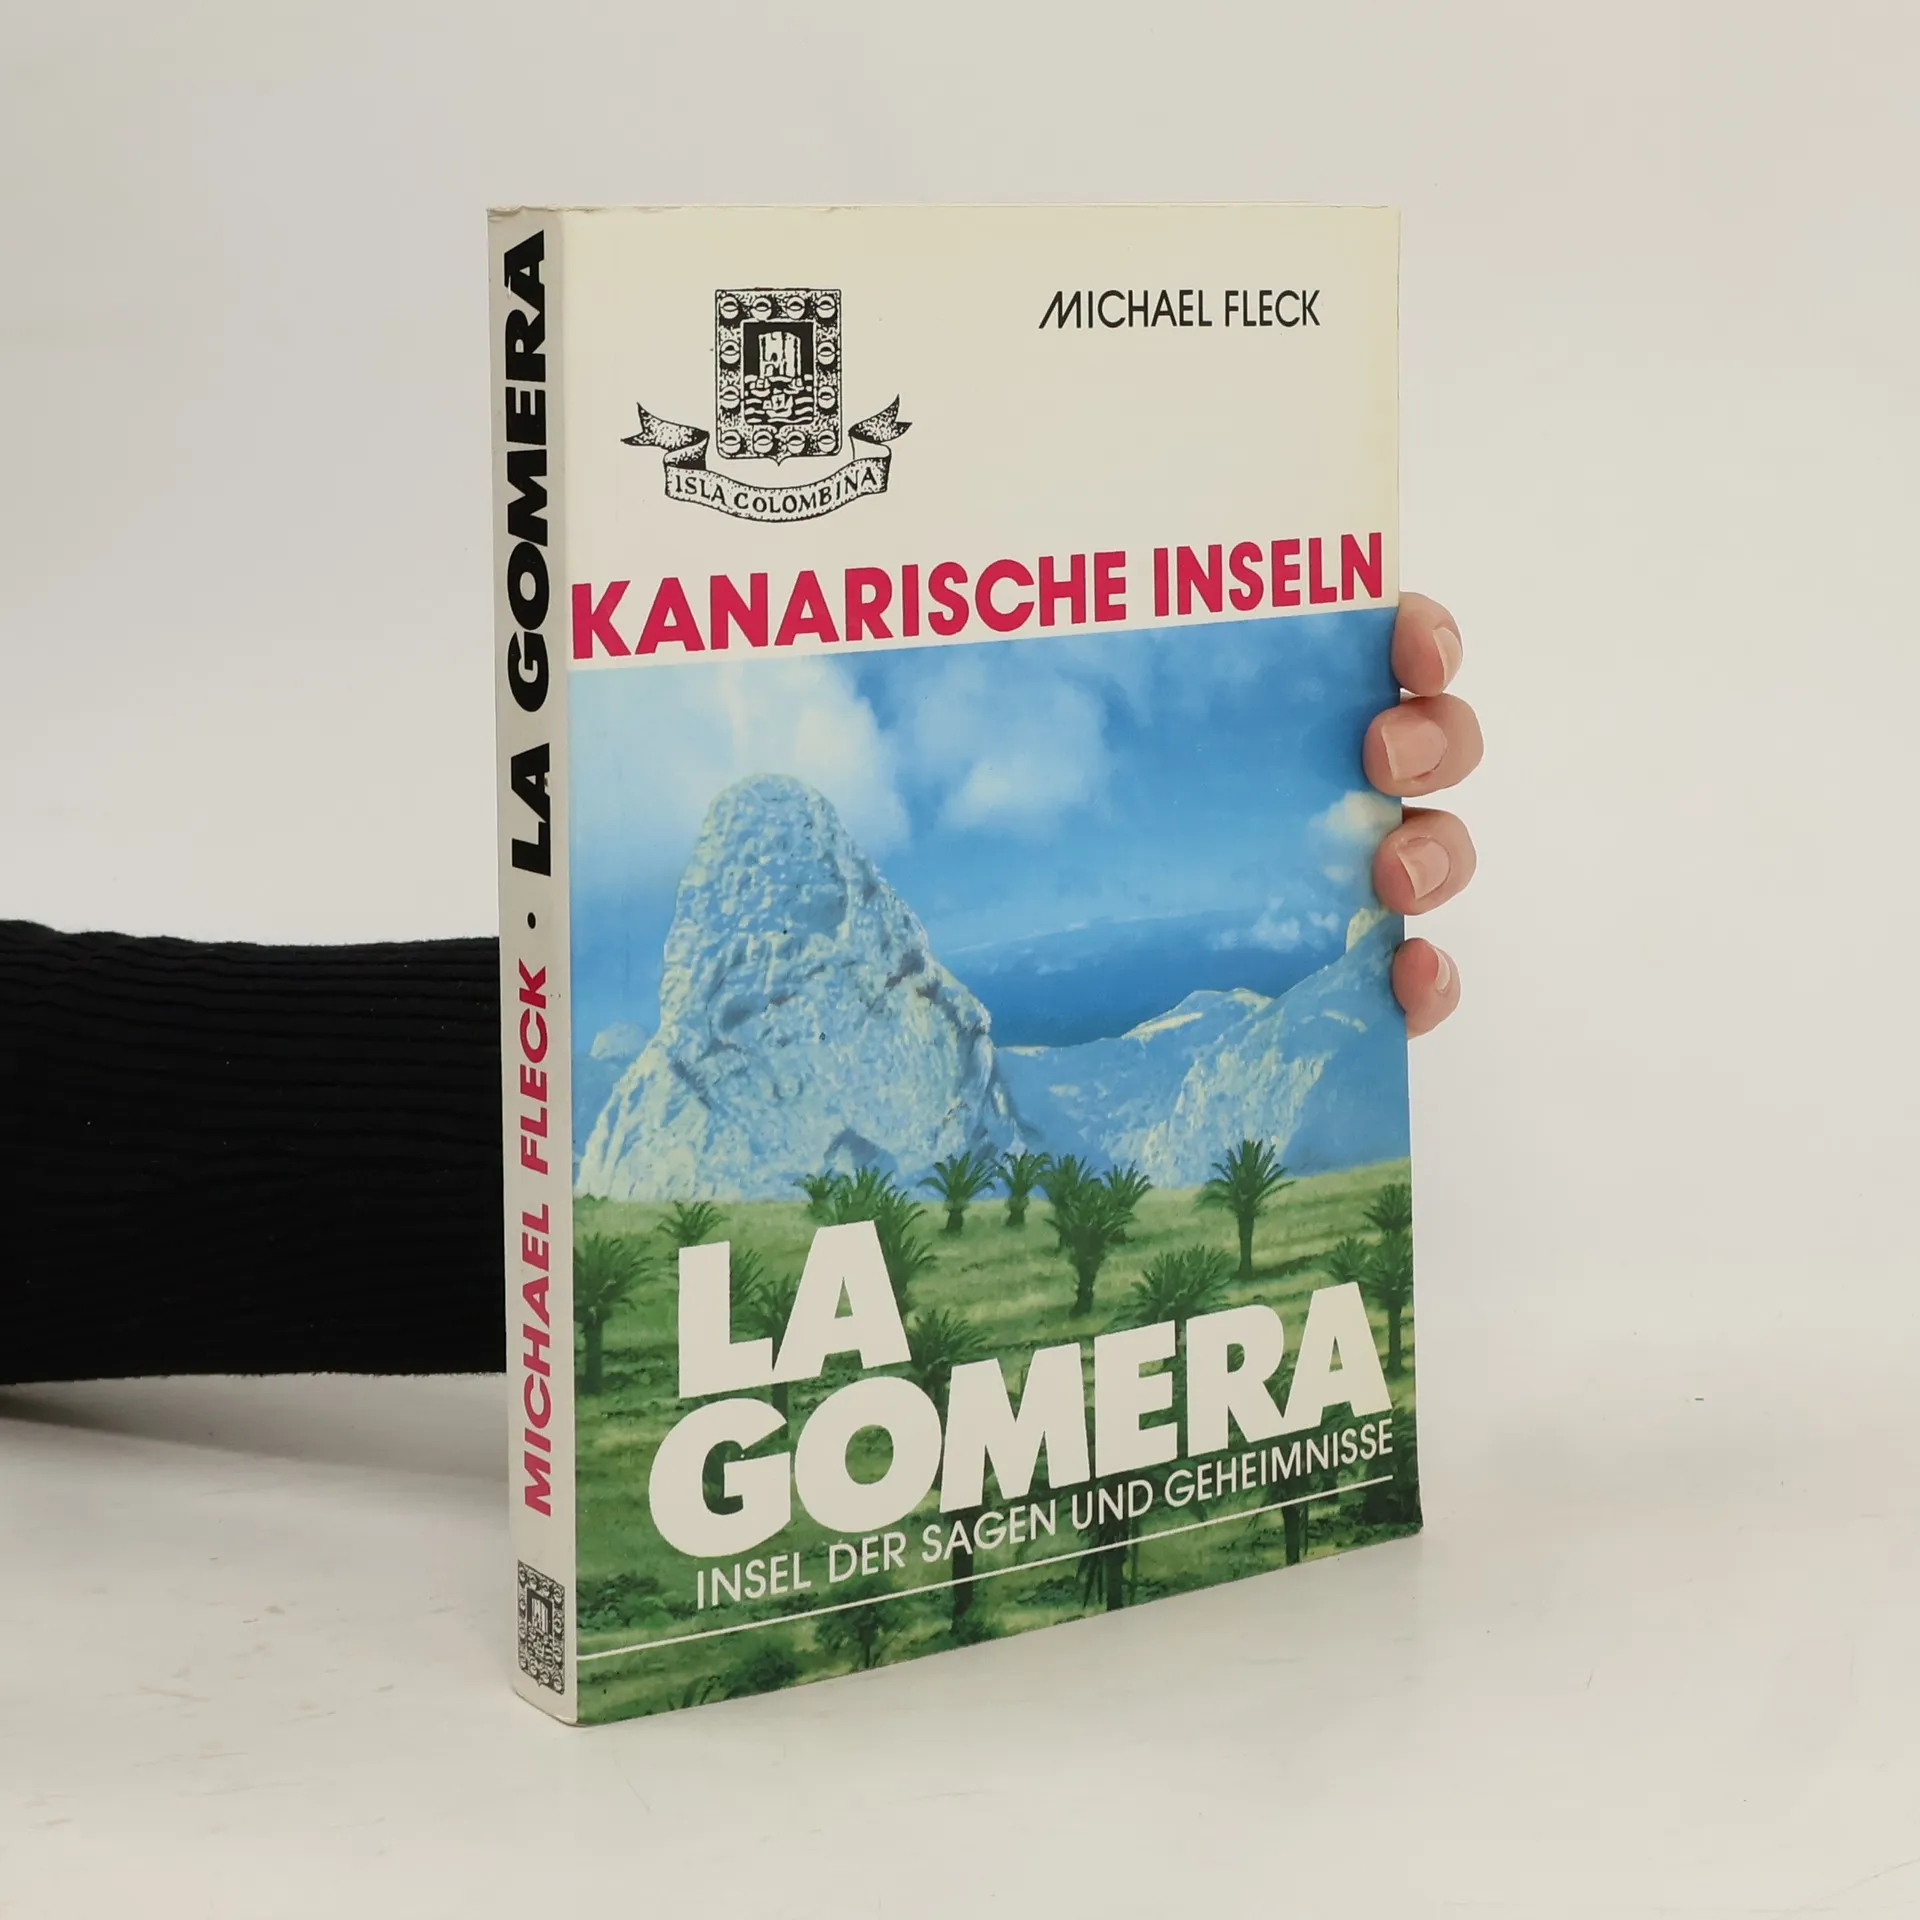 LA GOMERA · MICHAEL FLECK
MICHAEL FLECK
ISLA COLOMBINA
KANARISCHE INSELN
LA
GOMERA
INSEL DER SAGEN UND GEHEIMNISSE